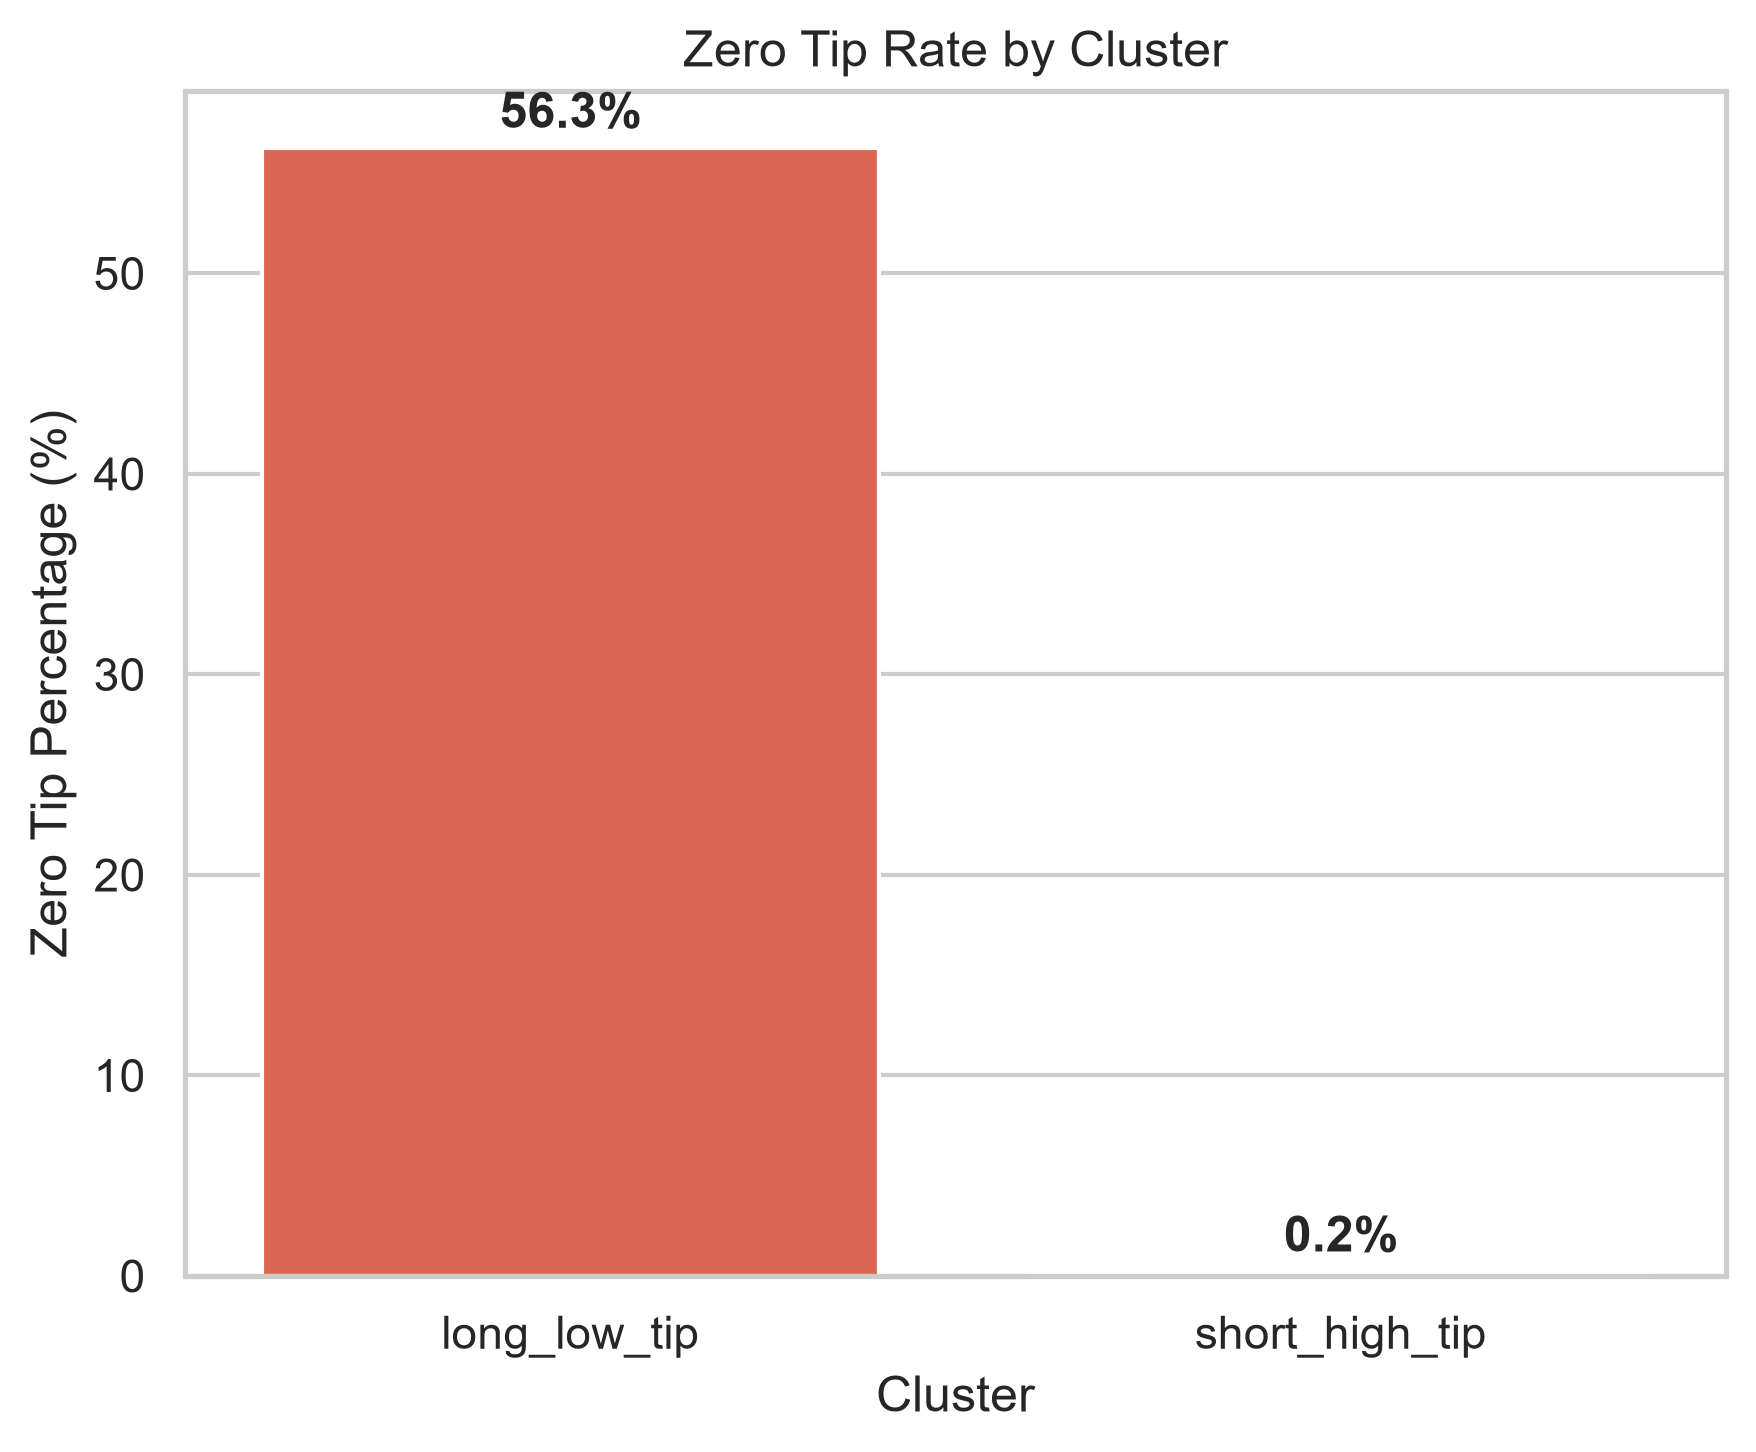 Zero Tip Rate by Cluster
56.3%
Zero Tip Percentage (%)
50
40
30
20
10
0
0.2%
long_low_tip
short_high_tip
Cluster